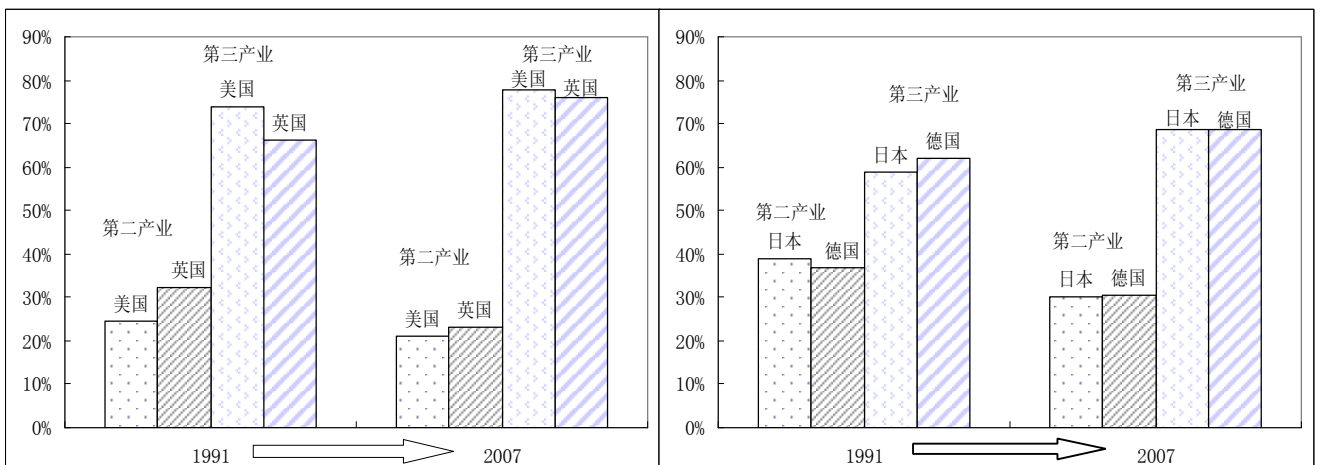 90%
80%
70%
60%
50%
40%
30%
20%
10%
0%
第三产业
美国
英国
第二产业
美国
英国
第三产业
美国
英国
第二产业
美国
英国
1991
2007
90%
80%
70%
60%
50%
40%
30%
20%
10%
0%
第三产业
日本
德国
第二产业
日本
德国
第三产业
日本
德国
第二产业
日本
德国
1991
2007